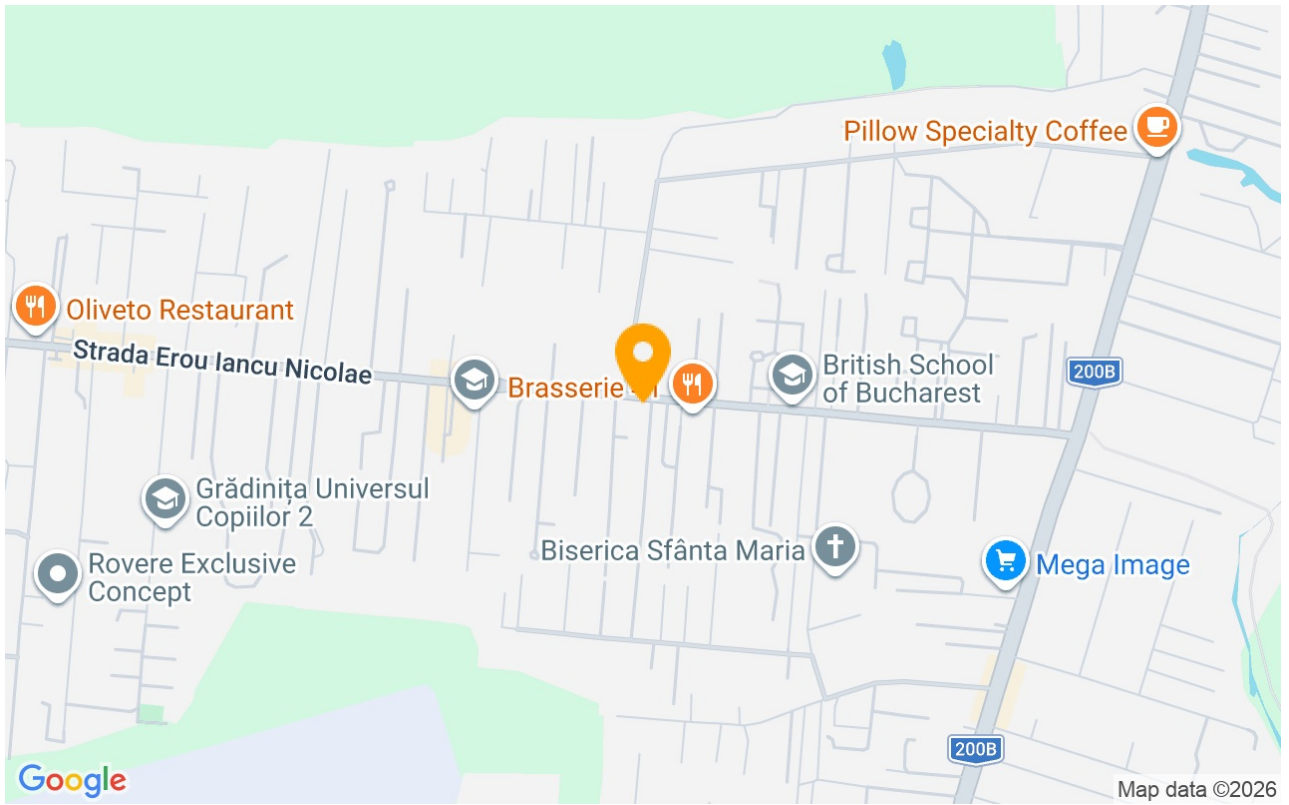 Pillow Specialty Coffee
Oliveto Restaurant
Strada Erou Iancu Nicolae
British School
of Bucharest
200B
Brasserie
Grădinița Universul
Copiilor 2
Biserica Sfânta Maria
Rovere Exclusive
Concept
Mega Image
200B
Google
Map data ©2026